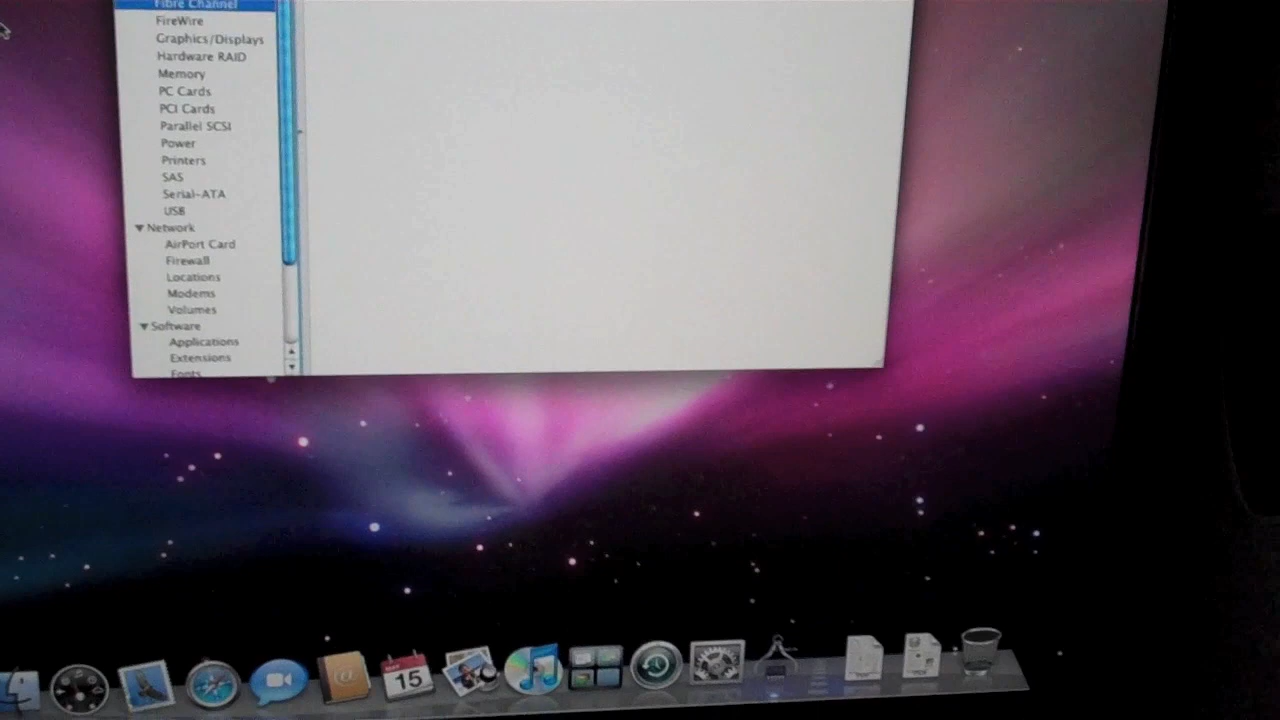 Fibre Channel
FireWire
Graphics/Displays
Hardware RAID
Memory
PC Cards
PCI Cards
Parallel SCSI
Power
Printers
SAS
Serial-ATA
USB
Network
AirPort Card
Firewall
Locations
Modems
Volumes
Software
Applications
Extensions
Fonts
@
15